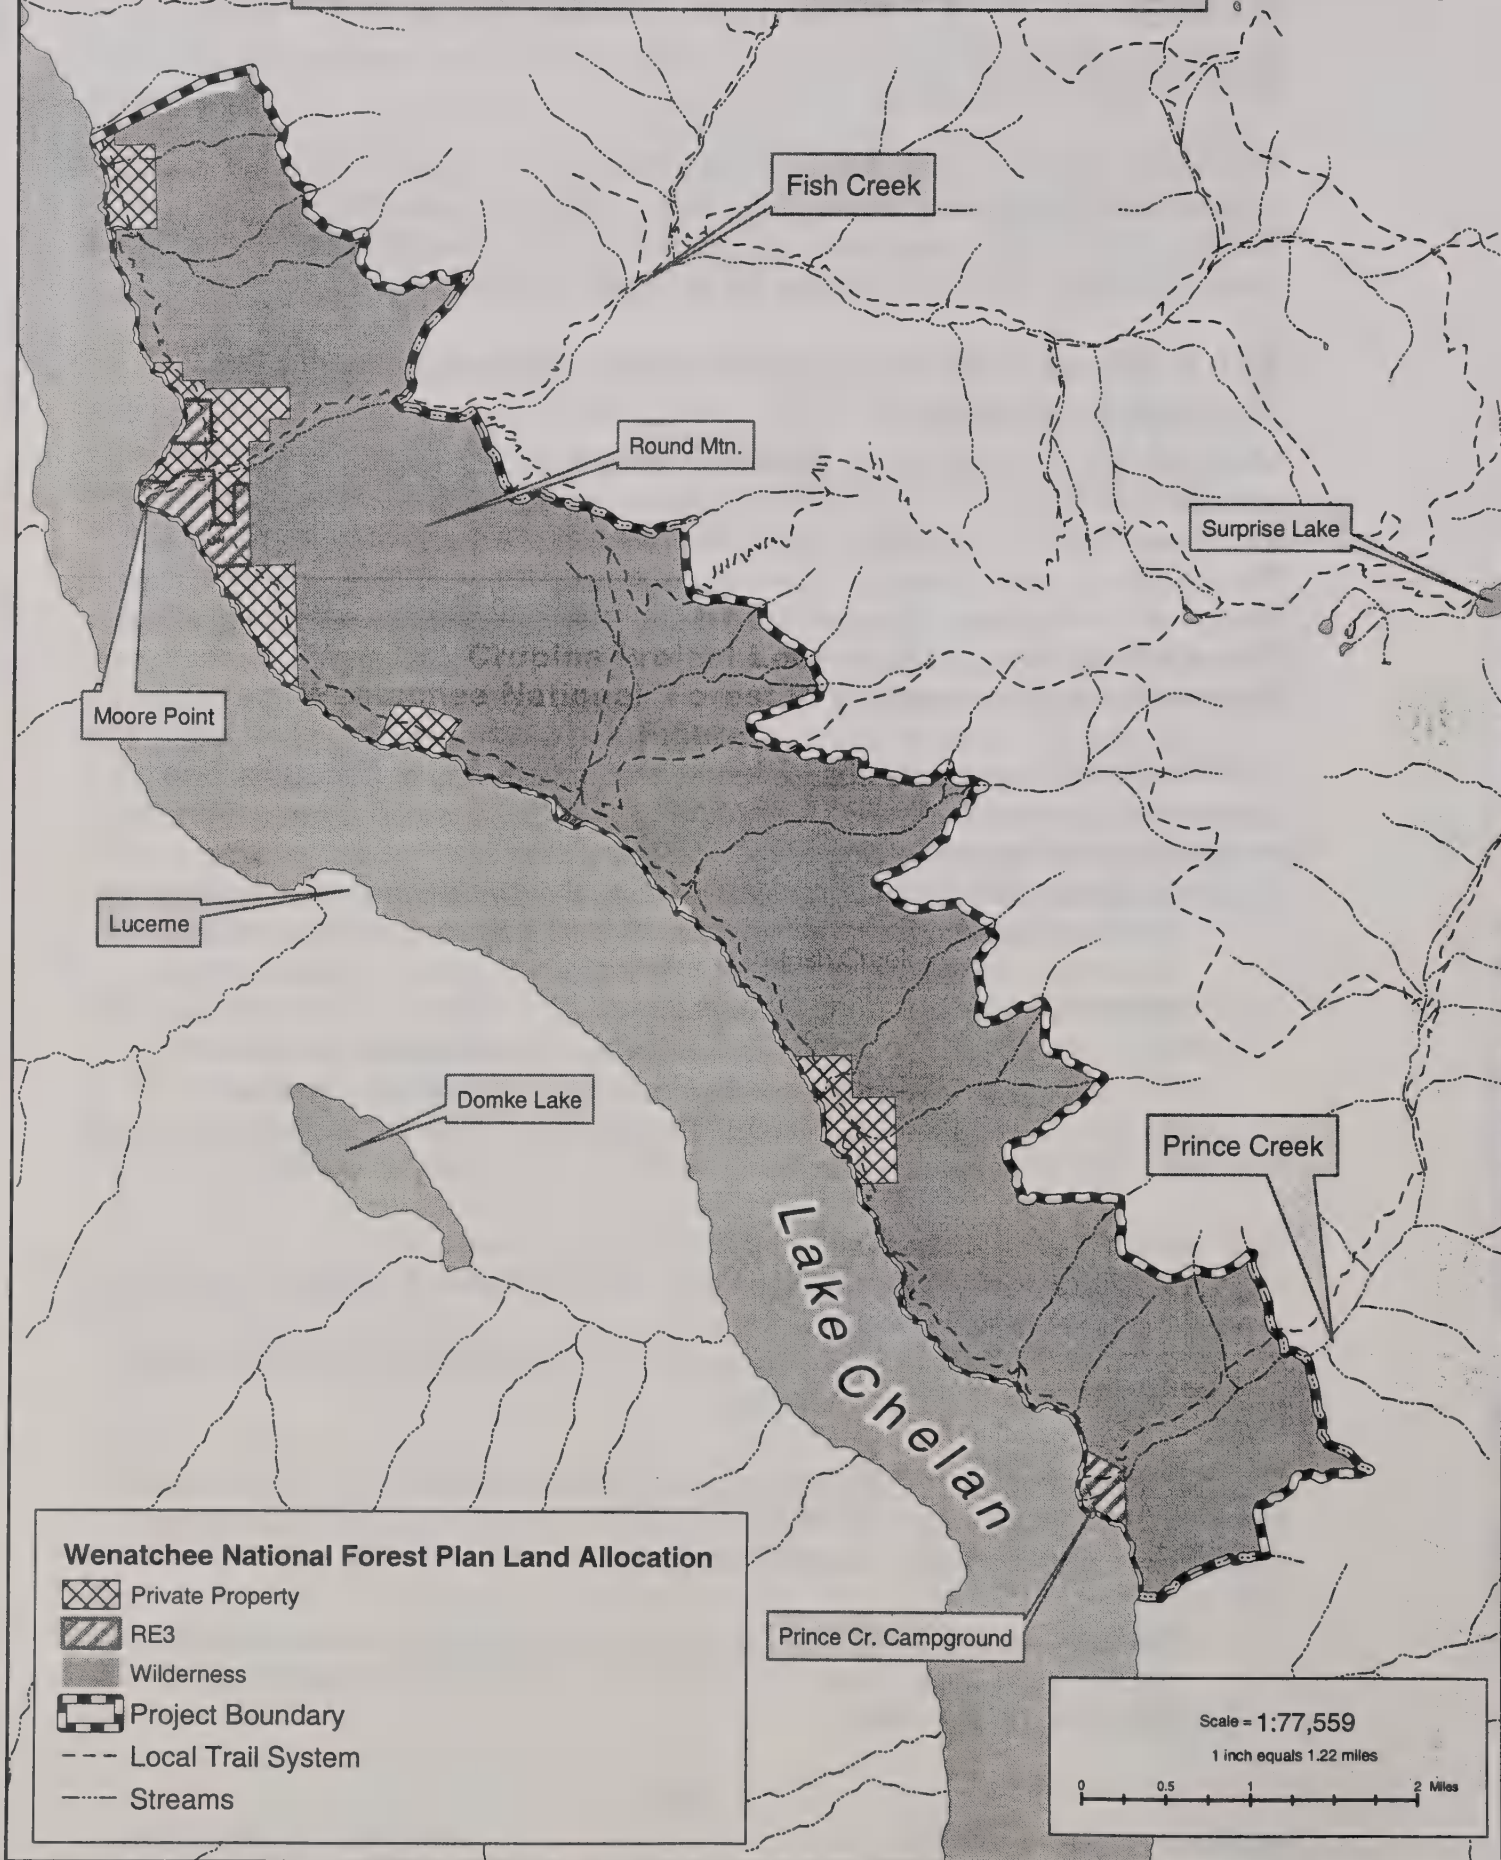 Fish Creek
Round Mtn.
Surprise Lake
Moore Point
Lucerne
Domke Lake
Prince Creek
Lake Chelan
Prince Cr. Campground
Wenatchee National Forest Plan Land Allocation
Private Property
RE3
Wilderness
Project Boundary
Local Trail System
Streams
Scale = 1:77,559
1 inch equals 1.22 miles
0 0.5 1 2 Miles